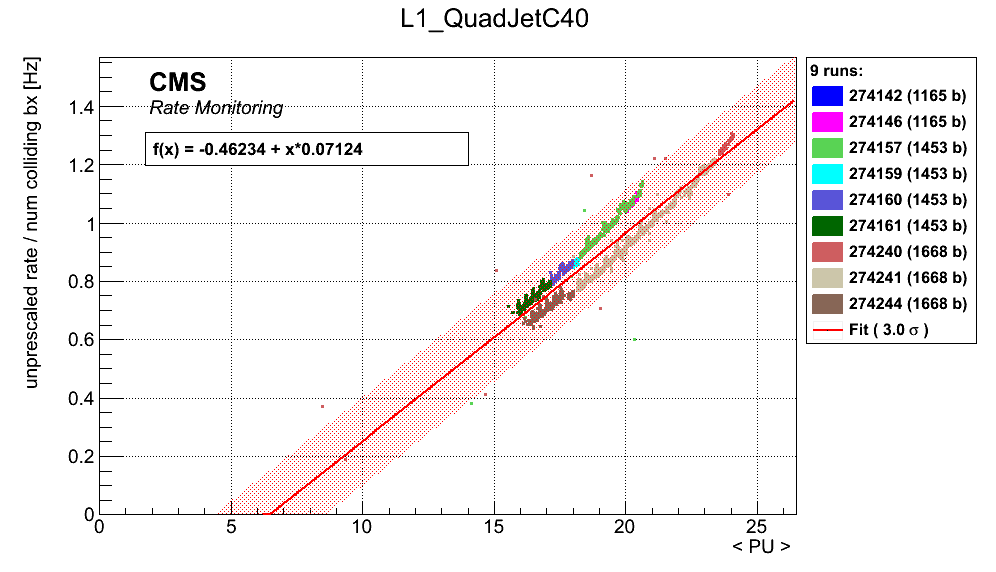 L1_QuadJetC40
unprescaled rate / num colliding bx [Hz]
CMS
Rate Monitoring
f(x) = -0.46234 + x*0.07124
1.4
1.2
1
0.8
0.6
0.4
0.2
0
0 5 10 15 20 25
< PU >
9 runs:
274142 (1165 b)
274146 (1165 b)
274157 (1453 b)
274159 (1453 b)
274160 (1453 b)
274161 (1453 b)
274240 (1668 b)
274241 (1668 b)
274244 (1668 b)
Fit ( 3.0 σ )